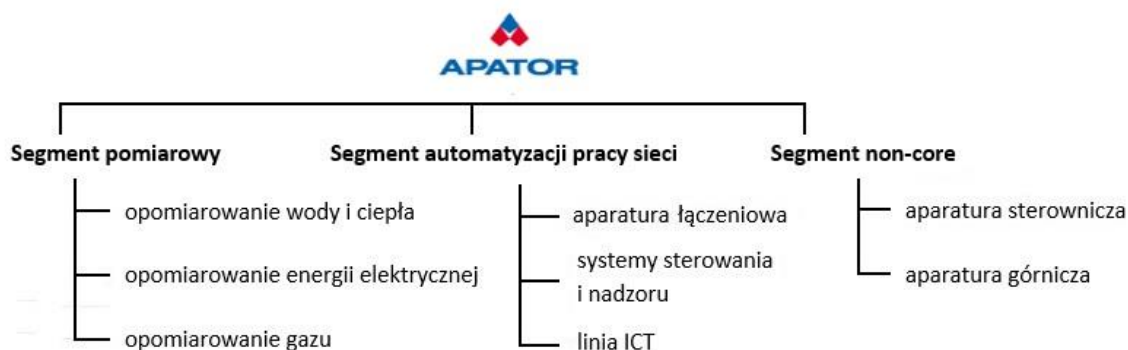 APATOR
Segment pomiarowy
opomiarowanie wody i ciepła
opomiarowanie energii elektrycznej
opomiarowanie gazu
Segment automatyzacji pracy sieci
aparatura łączeniowa
systemy sterowania
i nadzoru
linia ICT
Segment non-core
aparatura sterownicza
aparatura górnicza